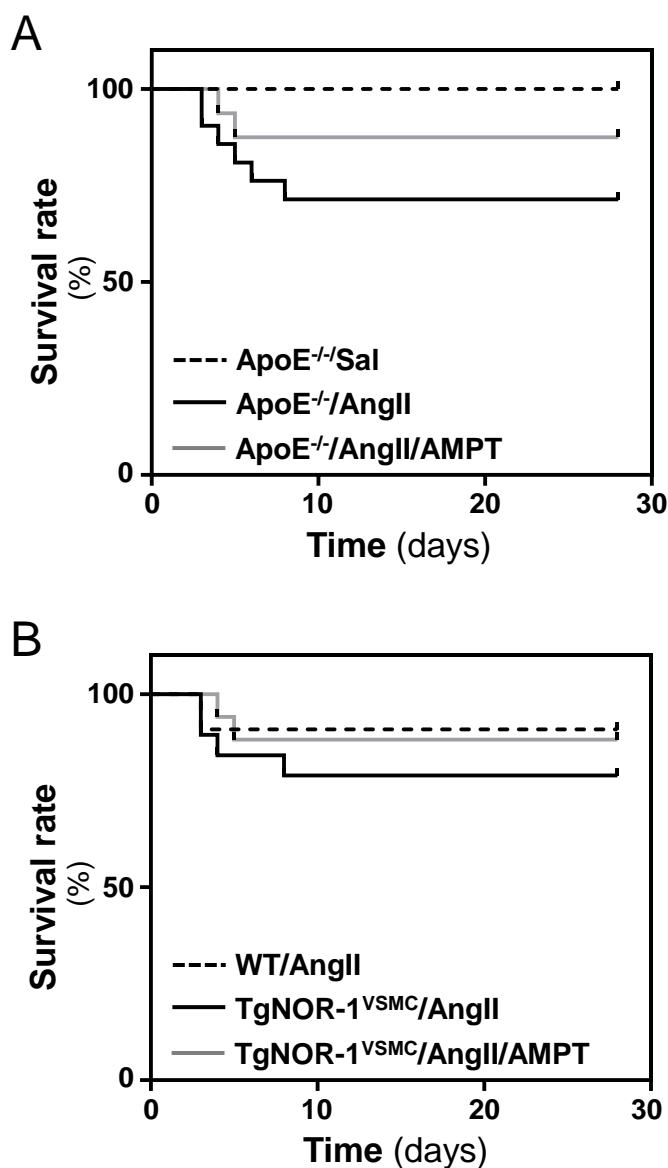 A
100
50
0
Survival rate
(%)
ApoE-/-/Sal
ApoE-/-/AngII
ApoE-/-/AngII/AMPT
0 10 20 30
Time (days)
B
100
50
0
Survival rate
(%)
WT/AngII
TgNOR-1VSMC/AngII
TgNOR-1VSMC/AngII/AMPT
0 10 20 30
Time (days)